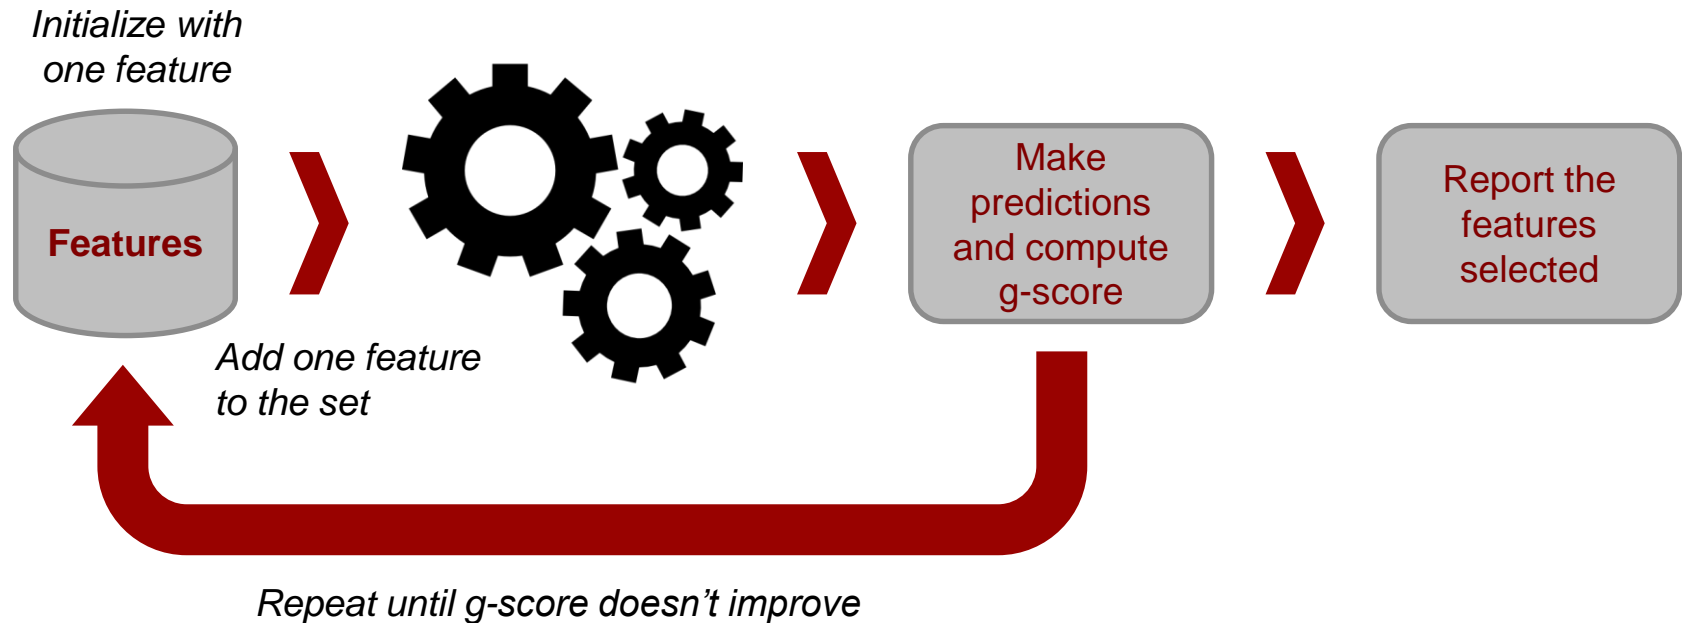 Initialize with
one feature
Features
Add one feature
to the set
Make
predictions
and compute
g-score
Report the
features
selected
Repeat until g-score doesn’t improve